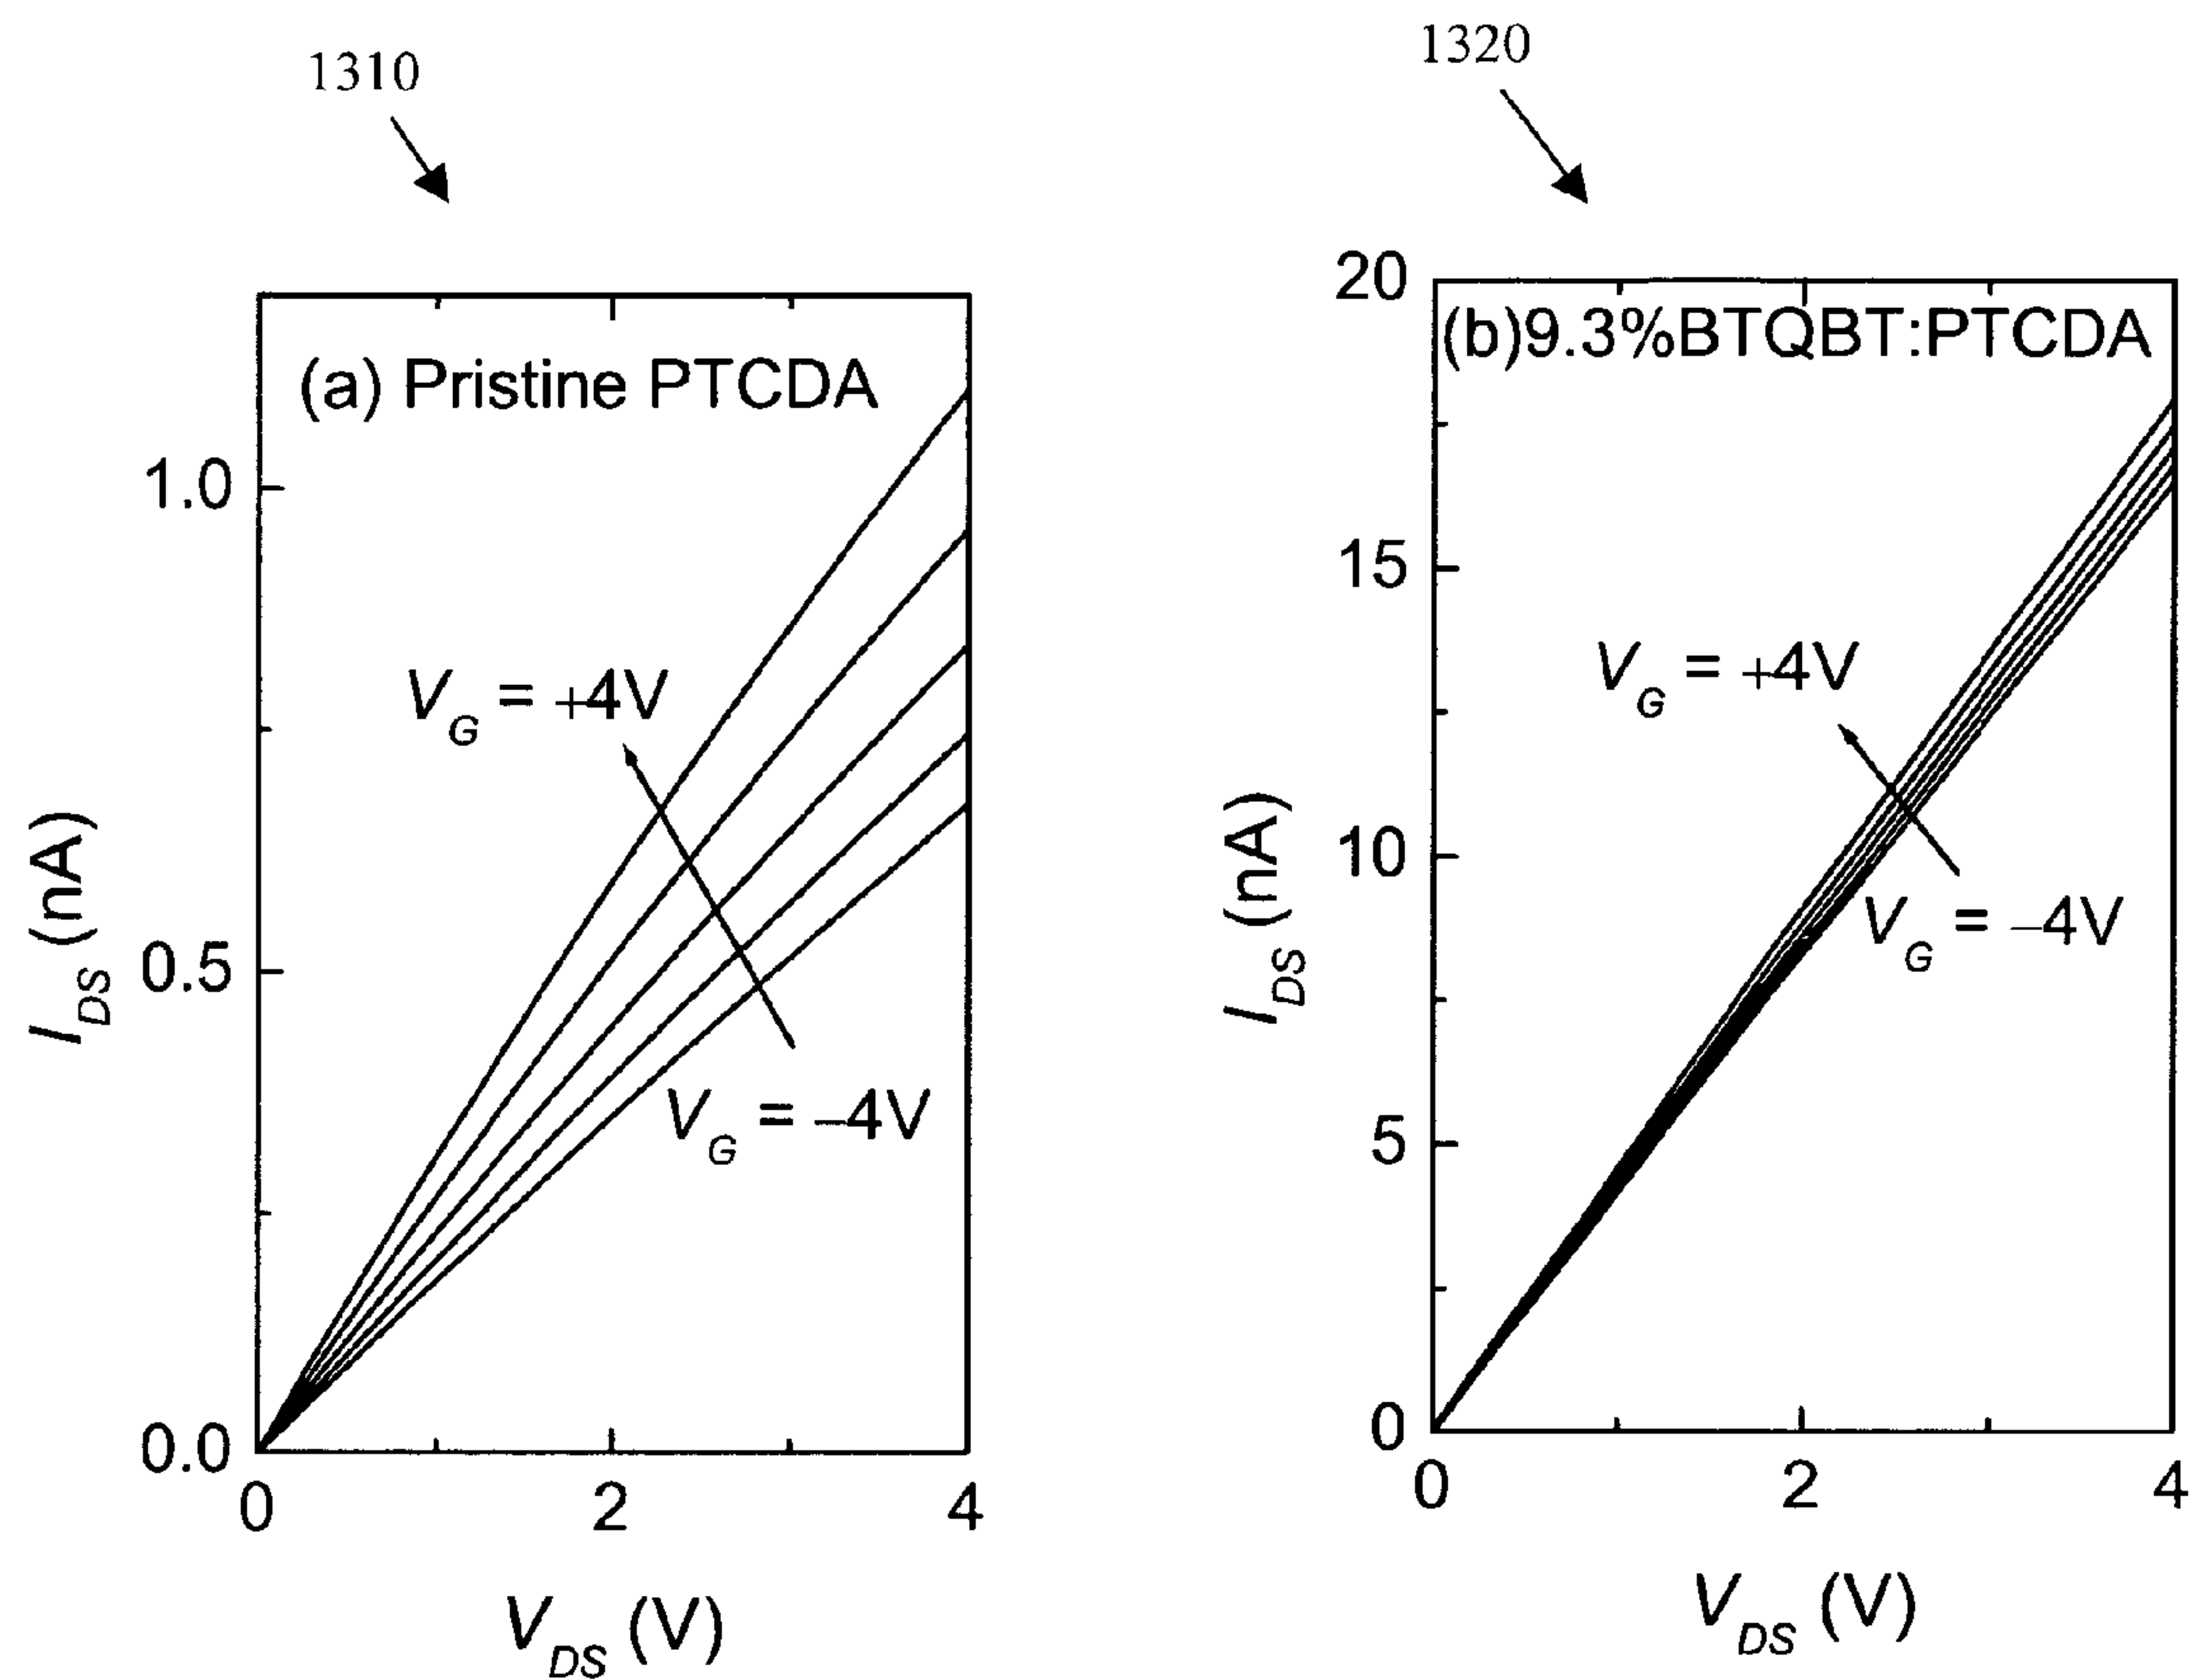 1310
(a) Pristine PTCDA
1.0
0.5
0.0
I_DS (nA)
V_G = +4V
V_G = −4V
0 2 4
V_DS (V)
1320
(b)9.3%BTQBT:PTCDA
20
15
10
5
0
I_DS (nA)
V_G = +4V
V_G = −4V
0 2 4
V_DS (V)